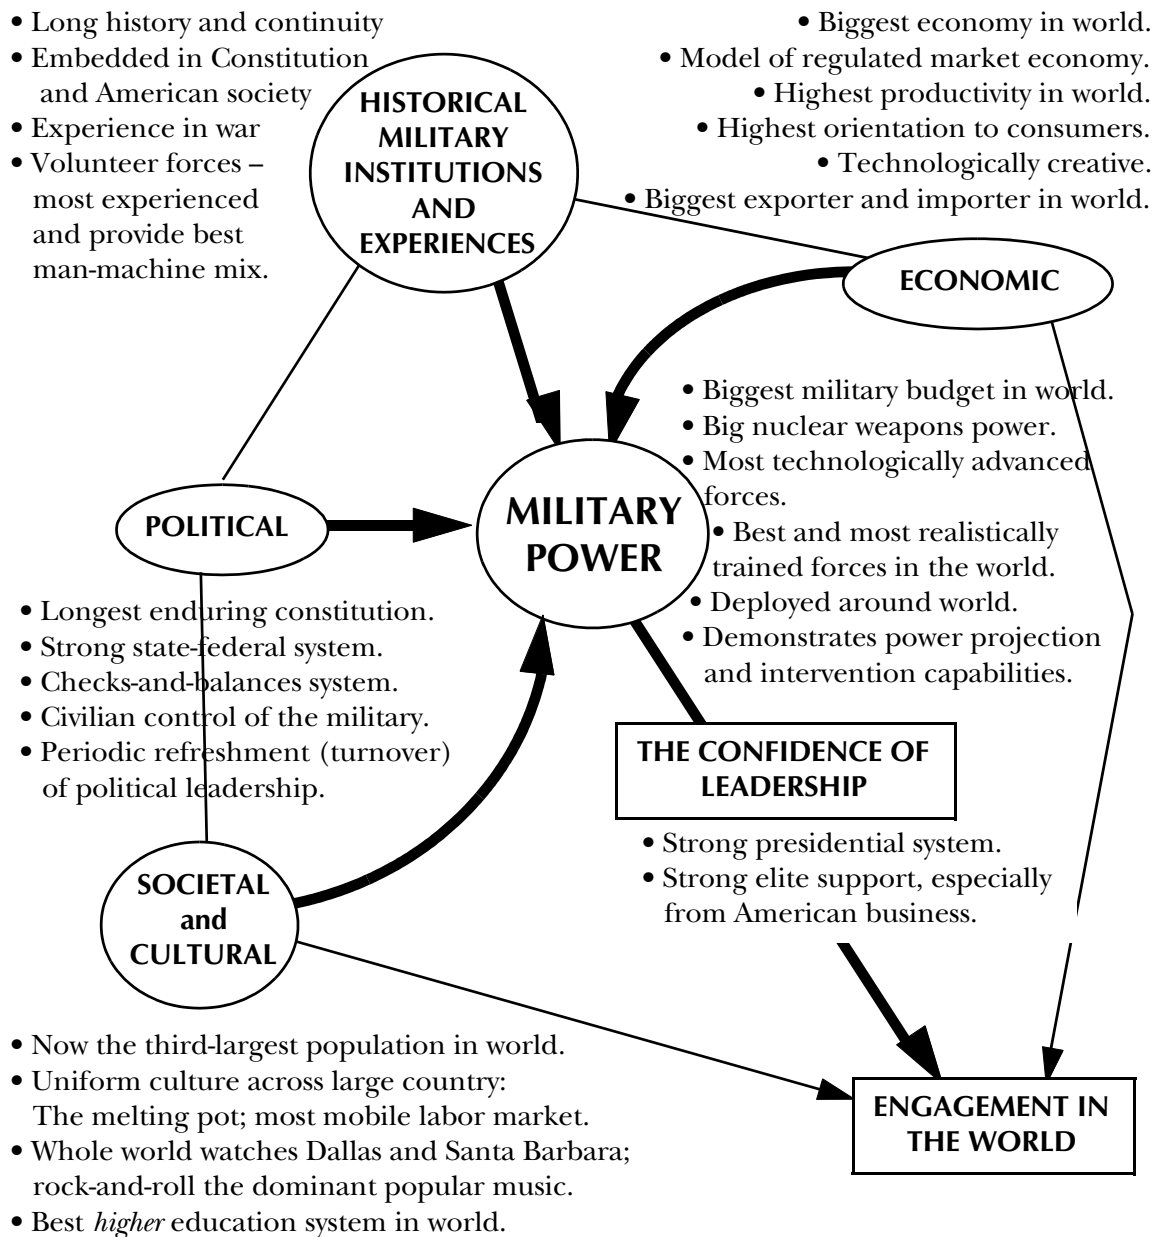 • Long history and continuity
• Embedded in Constitution
and American society
• Experience in war
• Volunteer forces –
most experienced
and provide best
man-machine mix.
HISTORICAL
MILITARY
INSTITUTIONS
AND
EXPERIENCES
• Biggest economy in world.
• Model of regulated market economy.
• Highest productivity in world.
• Highest orientation to consumers.
• Technologically creative.
• Biggest exporter and importer in world.
ECONOMIC
• Biggest military budget in world.
• Big nuclear weapons power.
• Most technologically advanced
forces.
• Best and most realistically
trained forces in the world.
• Deployed around world.
• Demonstrates power projection
and intervention capabilities.
MILITARY
POWER
POLITICAL
• Longest enduring constitution.
• Strong state-federal system.
• Checks-and-balances system.
• Civilian control of the military.
• Periodic refreshment (turnover)
of political leadership.
THE CONFIDENCE OF
LEADERSHIP
• Strong presidential system.
• Strong elite support, especially
from American business.
SOCIETAL
and
CULTURAL
• Now the third-largest population in world.
• Uniform culture across large country:
The melting pot; most mobile labor market.
• Whole world watches Dallas and Santa Barbara;
rock-and-roll the dominant popular music.
• Best higher education system in world.
ENGAGEMENT IN
THE WORLD